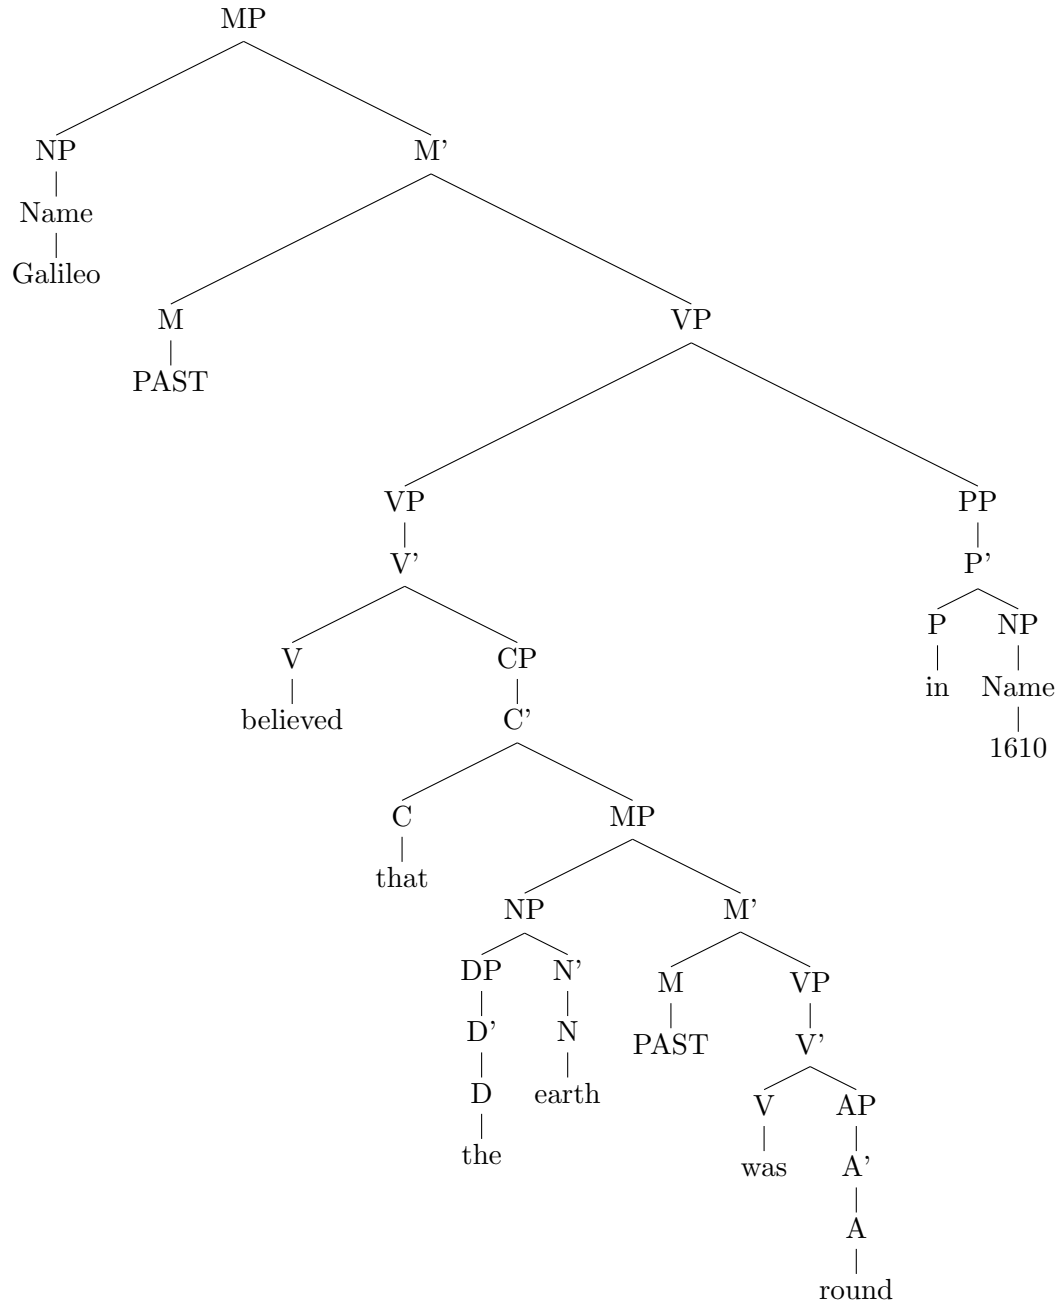 MP
NP M'
Name
Galileo
M VP
PAST
VP PP
V' P'
P NP
V CP
in Name
believed C'
1610
C MP
that
NP M'
DP N'
M VP
D' N
PAST V'
D earth
V AP
the
was A'
A
round